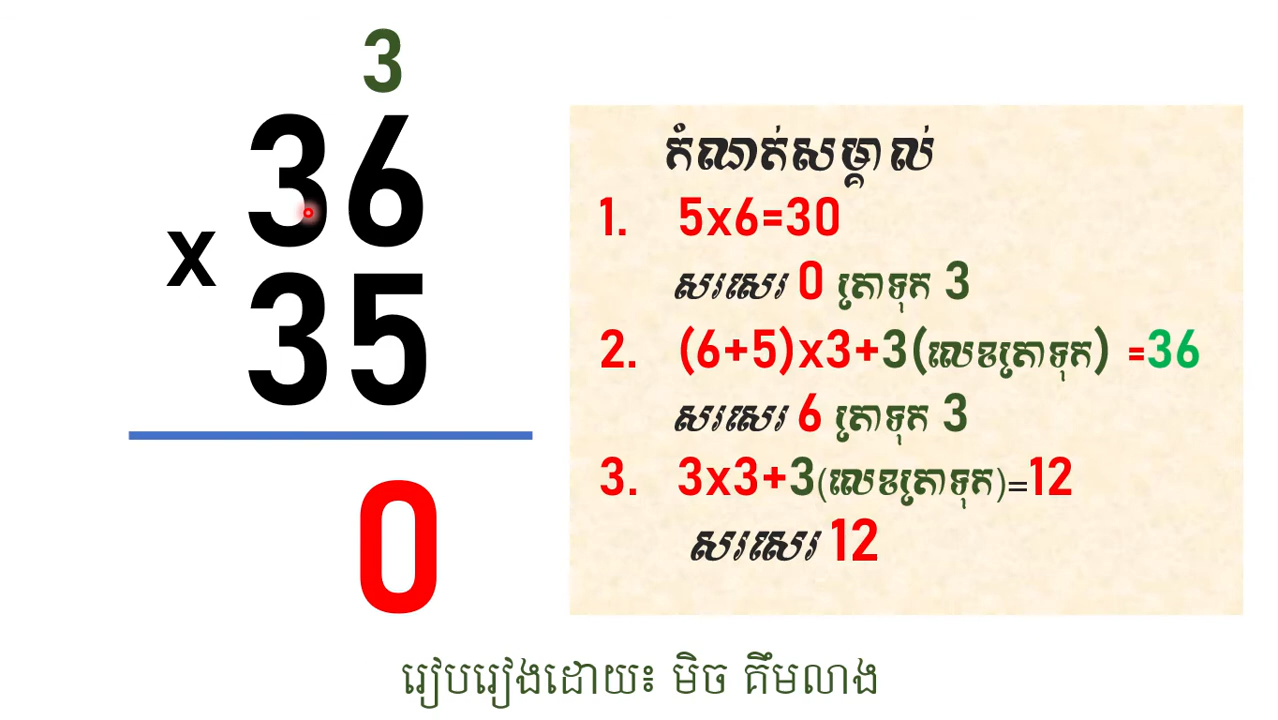 3
36
x
35
0
កំណត់សម្គាល់
1. 5x6=30
សរសេរ 0 ត្រាទុក 3
2. (6+5)x3+3(លេខត្រាទុក) =36
សរសេរ 6 ត្រាទុក 3
3. 3x3+3(លេខត្រាទុក)=12
សរសេរ 12
រៀបរៀងដោយ៖ មិច គឹមលាង